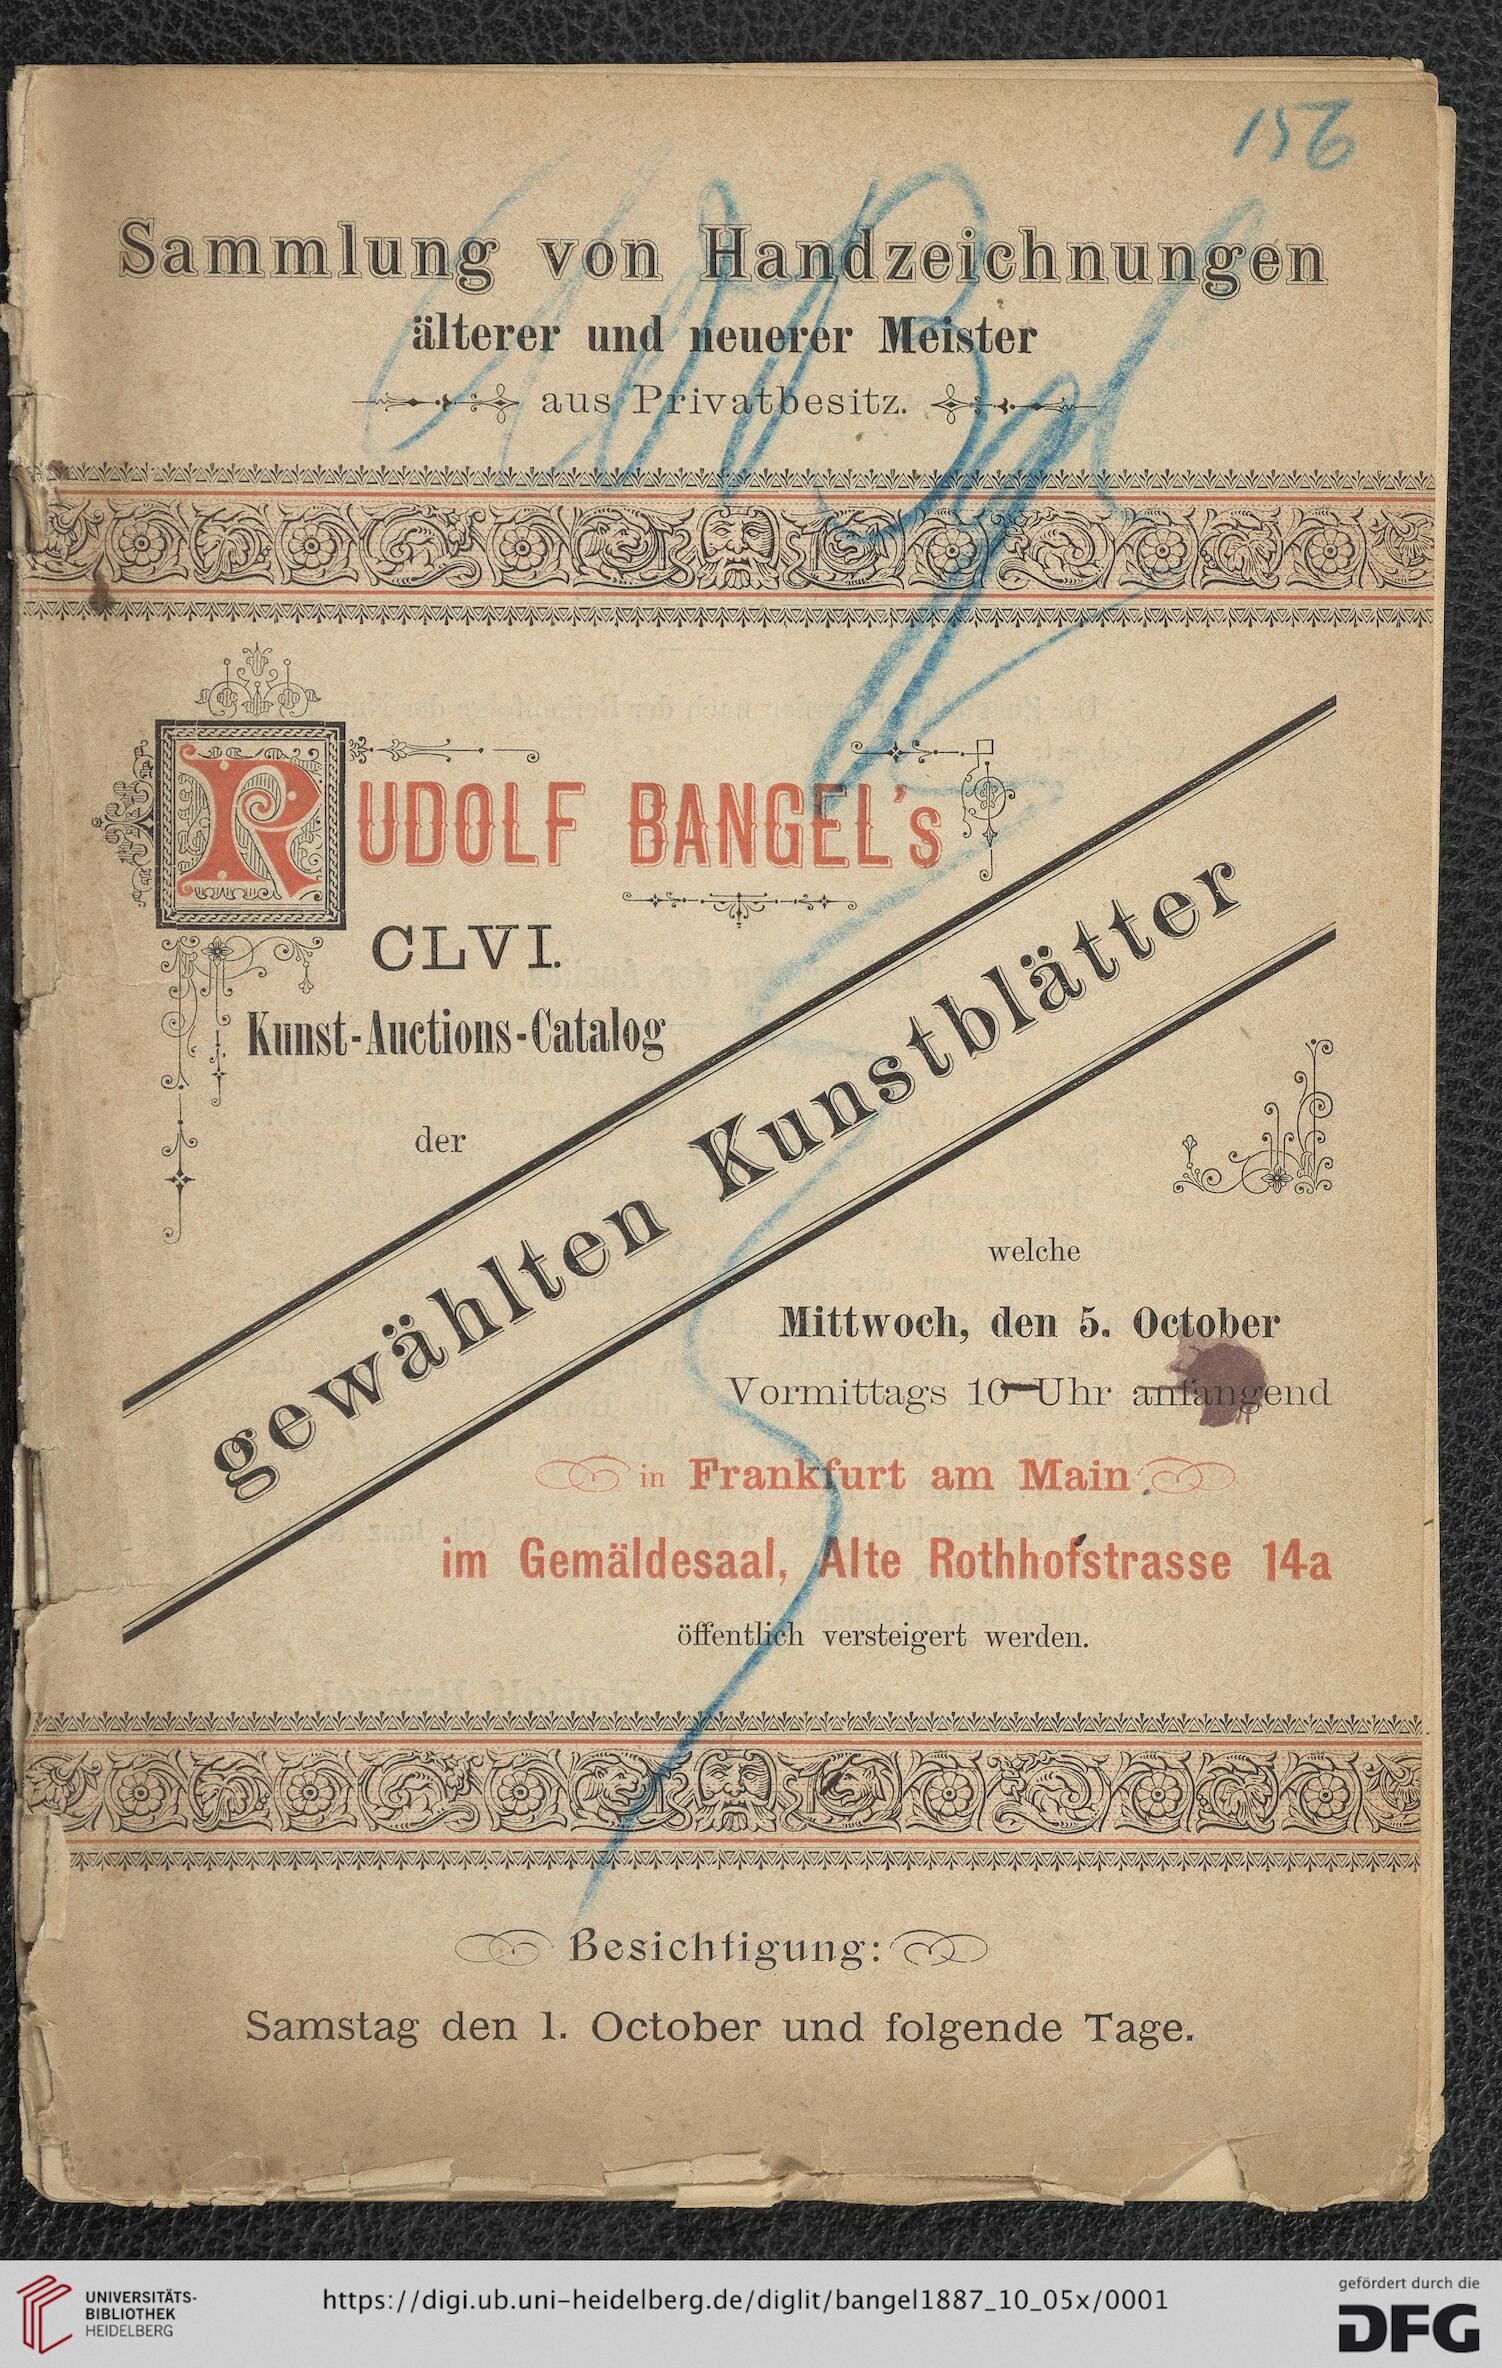 156
Sammlung von Handzeichnungen
älterer und neuerer Meister
aus Privatbesitz.
RUDOLF BANGEL's
CLVI.
Kunst-Auctions-Catalog
der
gewählten Kunstblätter
welche
Mittwoch, den 5. October
Vormittags 10 Uhr anfangend
in Frankfurt am Main
im Gemäldesaal, Alte Rothhofstrasse 14a
öffentlich versteigert werden.
Besichtigung:
Samstag den 1. October und folgende Tage.
UNIVERSITÄTS-
BIBLIOTHEK
HEIDELBERG
https://digi.ub.uni-heidelberg.de/diglit/bangel1887_10_05x/0001
gefördert durch die
DFG